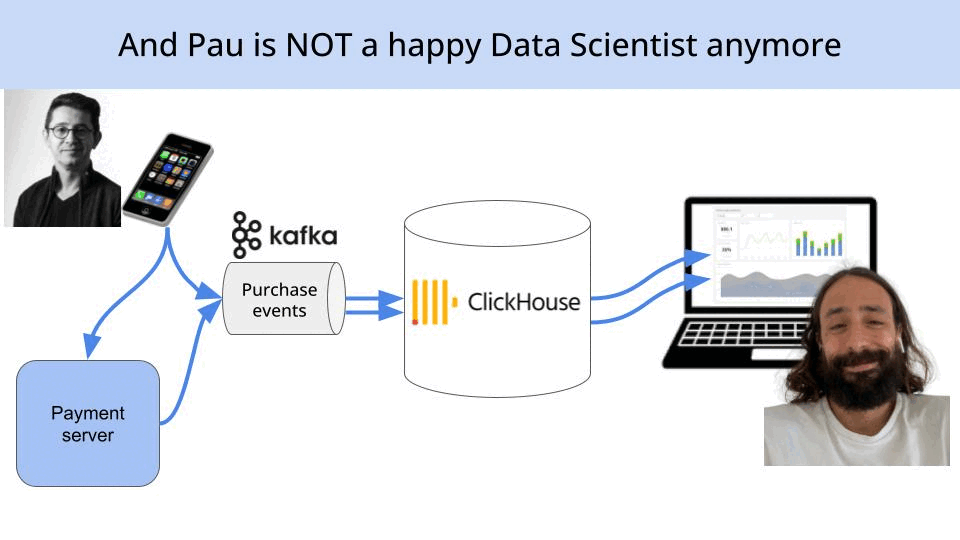 And Pau is NOT a happy Data Scientist anymore
kafka
Purchase
events
ClickHouse
Payment
server